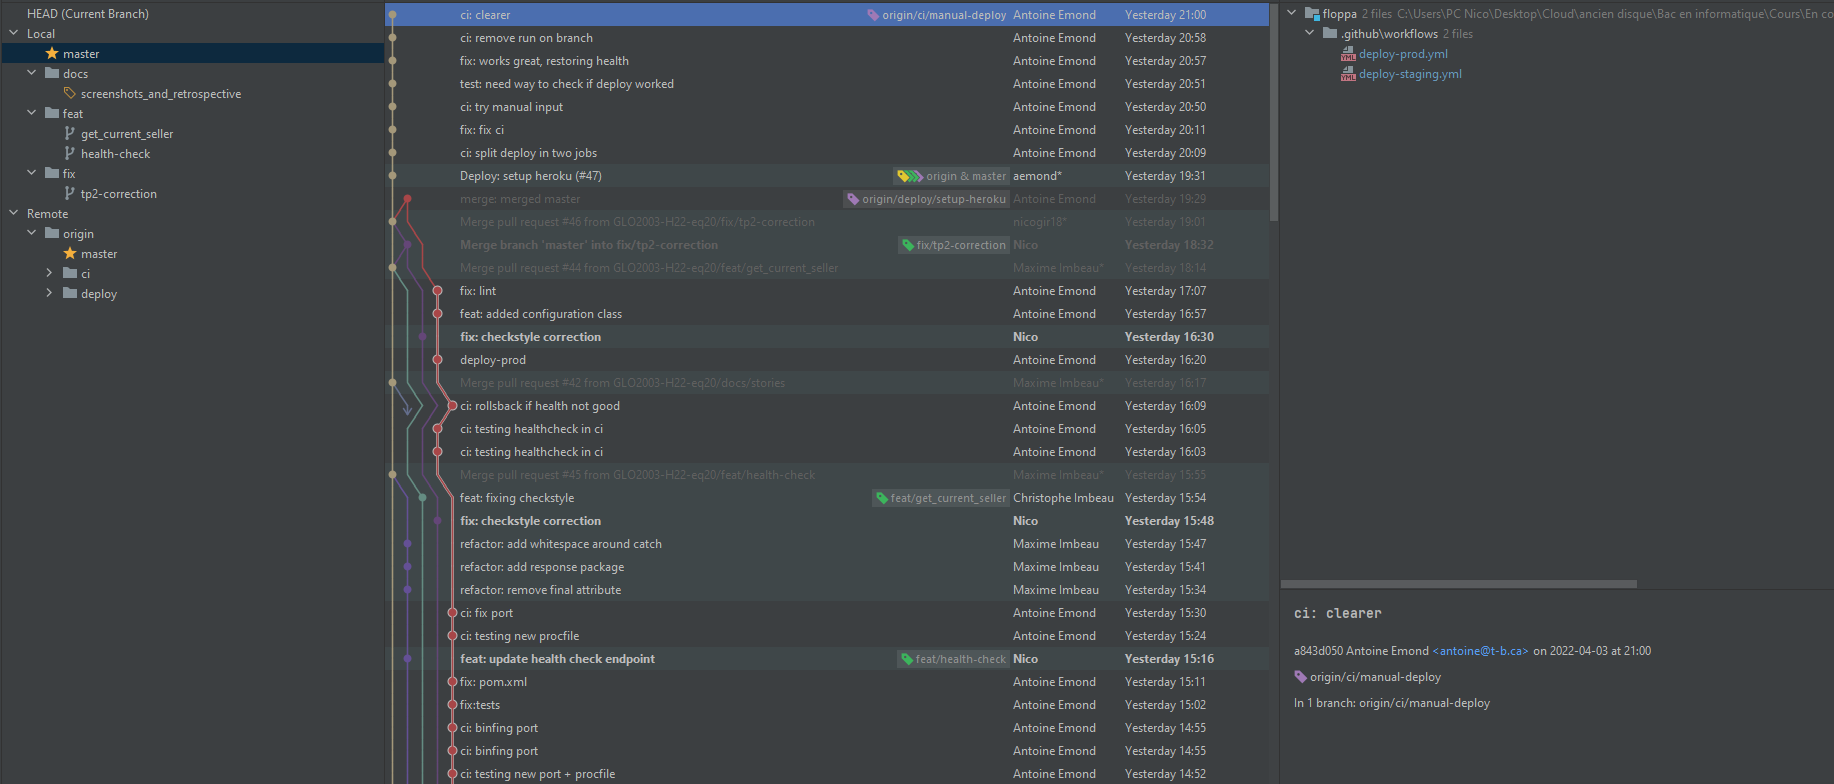 HEAD (Current Branch)
Local
master
docs
screenshots_and_retrospective
feat
get_current_seller
health-check
fix
tp2-correction
Remote
origin
master
ci
deploy
ci: clearer origin/ci/manual-deploy Antoine Emond Yesterday 21:00
ci: remove run on branch Antoine Emond Yesterday 20:58
fix: works great, restoring health Antoine Emond Yesterday 20:57
test: need way to check if deploy worked Antoine Emond Yesterday 20:51
ci: try manual input Antoine Emond Yesterday 20:50
fix: fix ci Antoine Emond Yesterday 20:11
ci: split deploy in two jobs Antoine Emond Yesterday 20:09
Deploy: setup heroku (#47) origin & master aemond* Yesterday 19:31
merge: merged master origin/deploy/setup-heroku Antoine Emond Yesterday 19:29
Merge pull request #46 from GLO2003-H22-eq20/fix/tp2-correction nicogir18* Yesterday 19:01
Merge branch 'master' into fix/tp2-correction fix/tp2-correction Nico Yesterday 18:32
Merge pull request #44 from GLO2003-H22-eq20/feat/get_current_seller Maxime Imbeau* Yesterday 18:14
fix: lint Antoine Emond Yesterday 17:07
feat: added configuration class Antoine Emond Yesterday 16:57
fix: checkstyle correction Nico Yesterday 16:30
deploy-prod Antoine Emond Yesterday 16:20
Merge pull request #42 from GLO2003-H22-eq20/docs/stories Maxime Imbeau* Yesterday 16:17
ci: rollsback if health not good Antoine Emond Yesterday 16:09
ci: testing healthcheck in ci Antoine Emond Yesterday 16:05
ci: testing healthcheck in ci Antoine Emond Yesterday 16:03
Merge pull request #45 from GLO2003-H22-eq20/feat/health-check Maxime Imbeau* Yesterday 15:55
feat: fixing checkstyle feat/get_current_seller Christophe Imbeau Yesterday 15:54
fix: checkstyle correction Nico Yesterday 15:48
refactor: add whitespace around catch Maxime Imbeau Yesterday 15:47
refactor: add response package Maxime Imbeau Yesterday 15:41
refactor: remove final attribute Maxime Imbeau Yesterday 15:34
ci: fix port Antoine Emond Yesterday 15:30
ci: testing new procfile Antoine Emond Yesterday 15:24
feat: update health check endpoint feat/health-check Nico Yesterday 15:16
fix: pom.xml Antoine Emond Yesterday 15:11
fix:tests Antoine Emond Yesterday 15:02
ci: binfing port Antoine Emond Yesterday 14:55
ci: binfing port Antoine Emond Yesterday 14:55
ci: testing new port + procfile Antoine Emond Yesterday 14:52
floppa 2 files C:\Users\PC Nico\Desktop\Cloud\ancien disque\Bac en informatique\Cours\En co
.github\workflows 2 files
deploy-prod.yml
deploy-staging.yml
ci: clearer
a843d050 Antoine Emond <antoine@t-b.ca> on 2022-04-03 at 21:00
origin/ci/manual-deploy
In 1 branch: origin/ci/manual-deploy